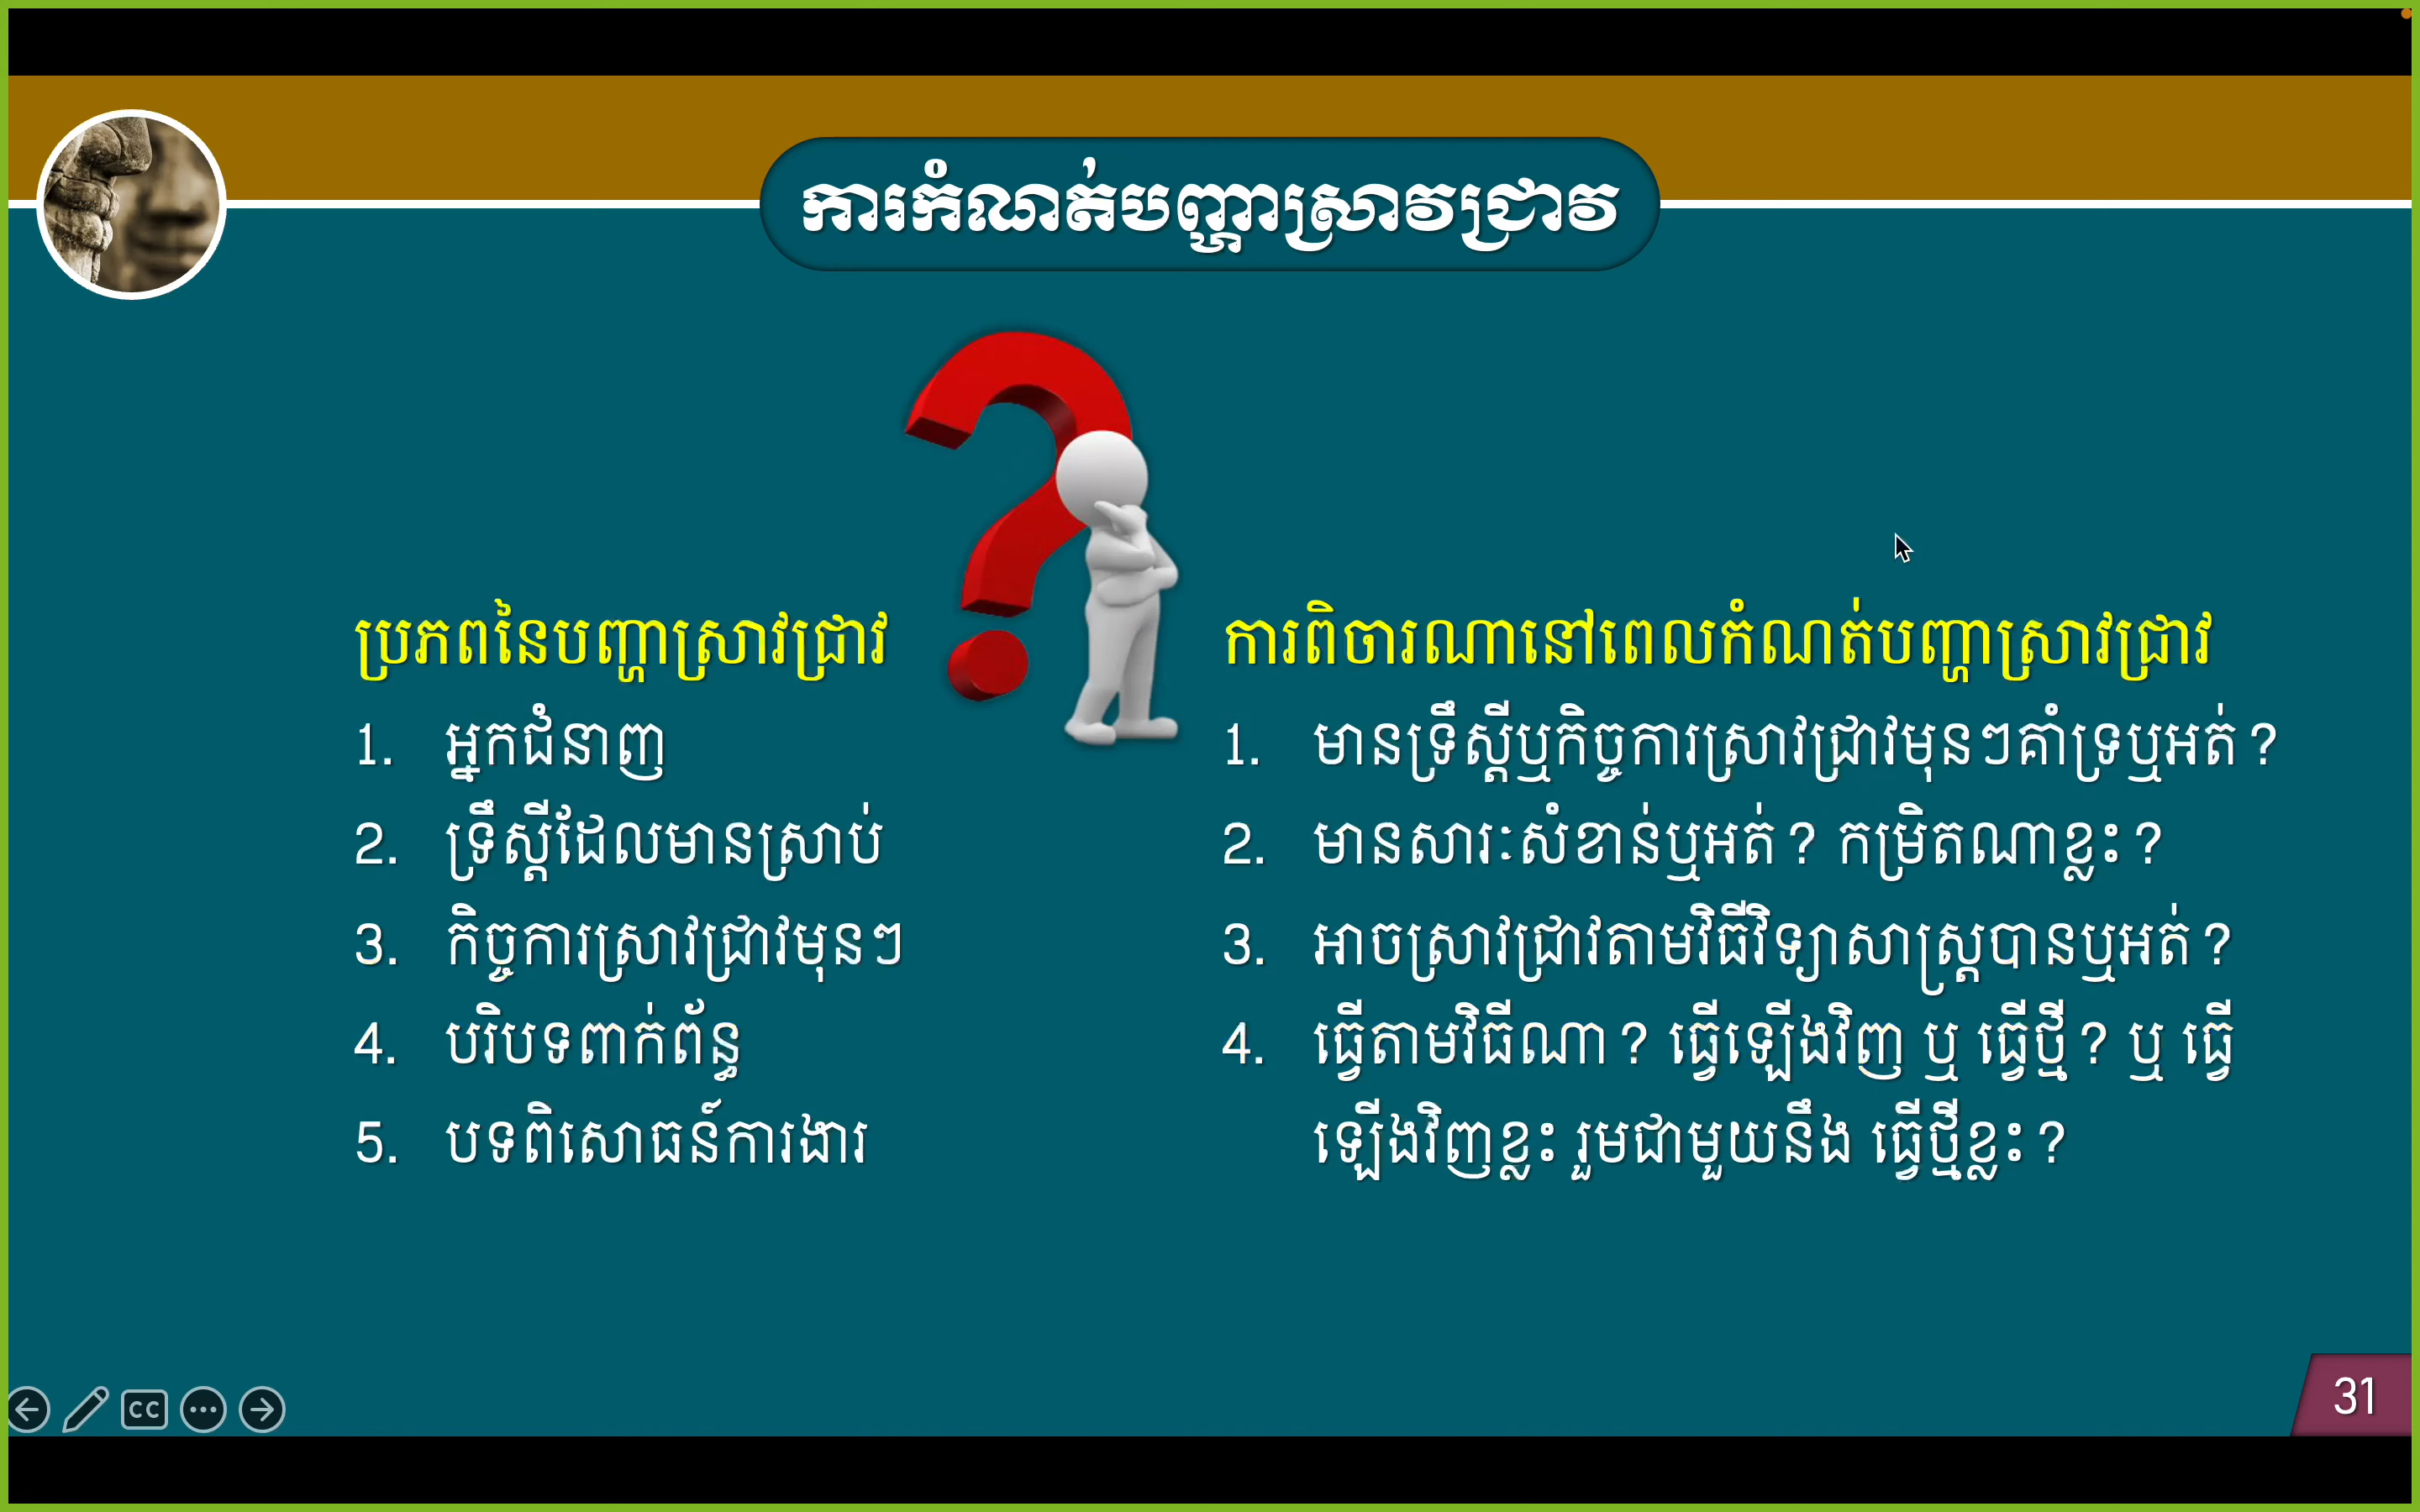 ការកំណត់បញ្ហាស្រាវជ្រាវ
ប្រភពនៃបញ្ហាស្រាវជ្រាវ
1. អ្នកជំនាញ
2. ទ្រឹស្តីដែលមានស្រាប់
3. កិច្ចការស្រាវជ្រាវមុនៗ
4. បរិបទពាក់ព័ន្ធ
5. បទពិសោធន៍ការងារ
ការពិចារណានៅពេលកំណត់បញ្ហាស្រាវជ្រាវ
1. មានទ្រឹស្តីឬកិច្ចការស្រាវជ្រាវមុនៗគាំទ្រឬអត់?
2. មានសារៈសំខាន់ឬអត់? កម្រិតណាខ្លះ?
3. អាចស្រាវជ្រាវតាមវិធីវិទ្យាសាស្ត្របានឬអត់?
4. ធ្វើតាមវិធីណា? ធ្វើឡើងវិញ ឬ ធ្វើថ្មី? ឬ ធ្វើ
ឡើងវិញខ្លះ រួមជាមួយនឹង ធ្វើថ្មីខ្លះ?
CC
31